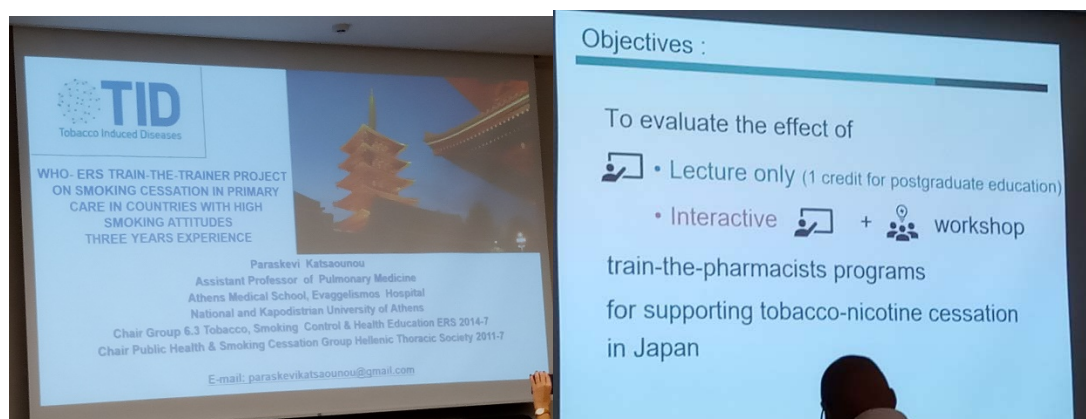 TID
Tobacco Induced Diseases
WHO- ERS TRAIN-THE-TRAINER PROJECT
ON SMOKING CESSATION IN PRIMARY
CARE IN COUNTRIES WITH HIGH
SMOKING ATTITUDES
THREE YEARS EXPERIENCE
Paraskevi Katsaounou
Assistant Professor of Pulmonary Medicine
Athens Medical School, Evaggelismos Hospital
National and Kapodistrian University of Athens
Chair Group 6.3 Tobacco, Smoking Control & Health Education ERS 2014-7
Chair Public Health & Smoking Cessation Group Hellenic Thoracic Society 2011-7
E-mail: paraskevikatsaounou@gmail.com
Objectives :
To evaluate the effect of
• Lecture only (1 credit for postgraduate education)
• Interactive + workshop
train-the-pharmacists programs
for supporting tobacco-nicotine cessation
in Japan